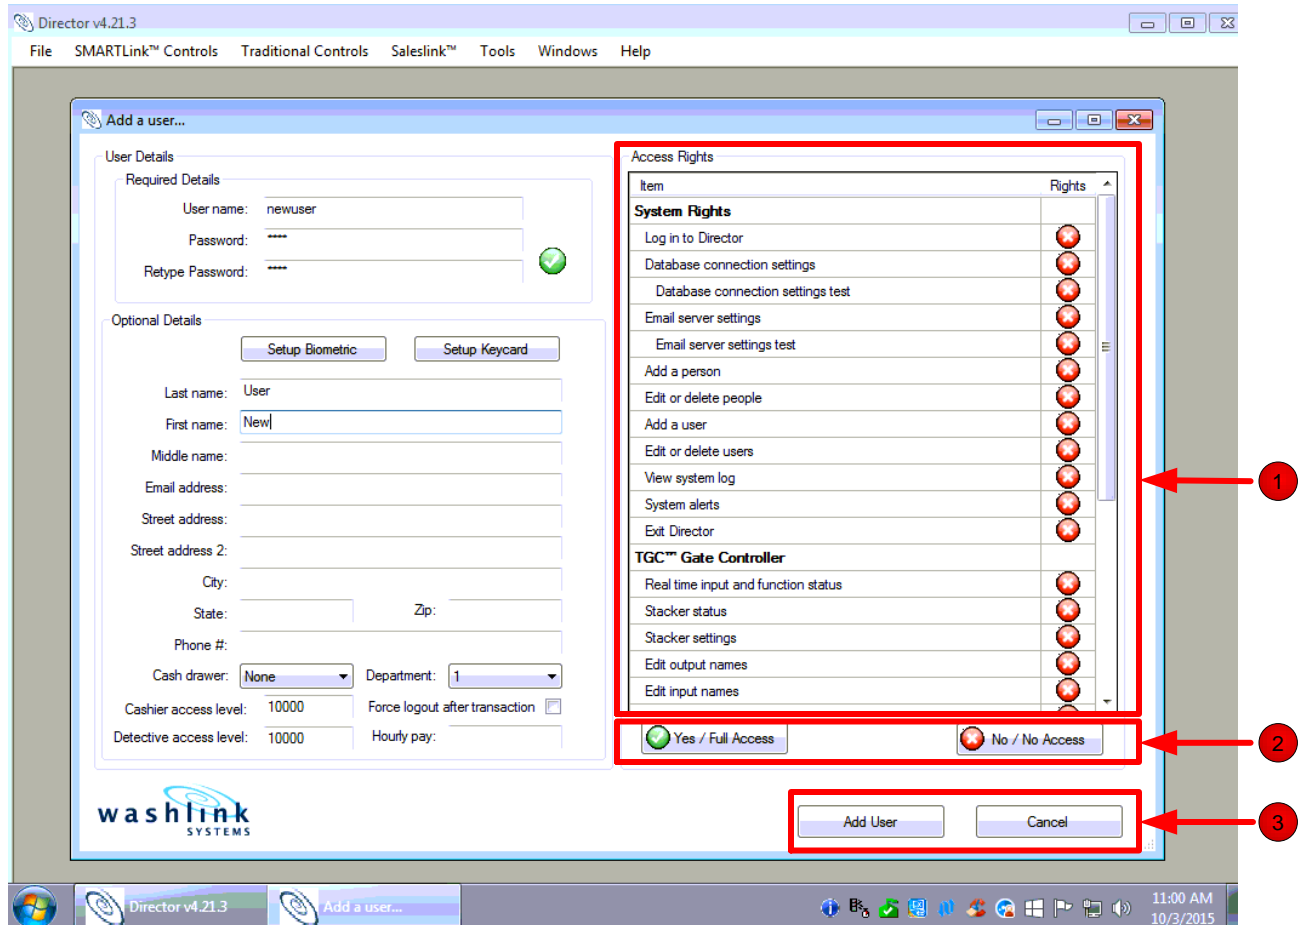 Director v4.21.3
File SMARTLink™ Controls Traditional Controls Saleslink™ Tools Windows Help
Add a user...
User Details
Required Details
User name: newuser
Password: ****
Retype Password: ****
Optional Details
Setup Biometric Setup Keycard
Last name: User
First name: New
Middle name:
Email address:
Street address:
Street address 2:
City:
State: Zip:
Phone #:
Cash drawer: None Department: 1
Cashier access level: 10000 Force logout after transaction
Detective access level: 10000 Hourly pay:
Access Rights
Item Rights
System Rights
Log in to Director
Database connection settings
Database connection settings test
Email server settings
Email server settings test
Add a person
Edit or delete people
Add a user
Edit or delete users
View system log
System alerts
Exit Director
TGC™ Gate Controller
Real time input and function status
Stacker status
Stacker settings
Edit output names
Edit input names
Yes / Full Access No / No Access
1
2
3
washlink
SYSTEMS
Add User Cancel
Director v4.21.3 Add a user...
11:00 AM
10/3/2015